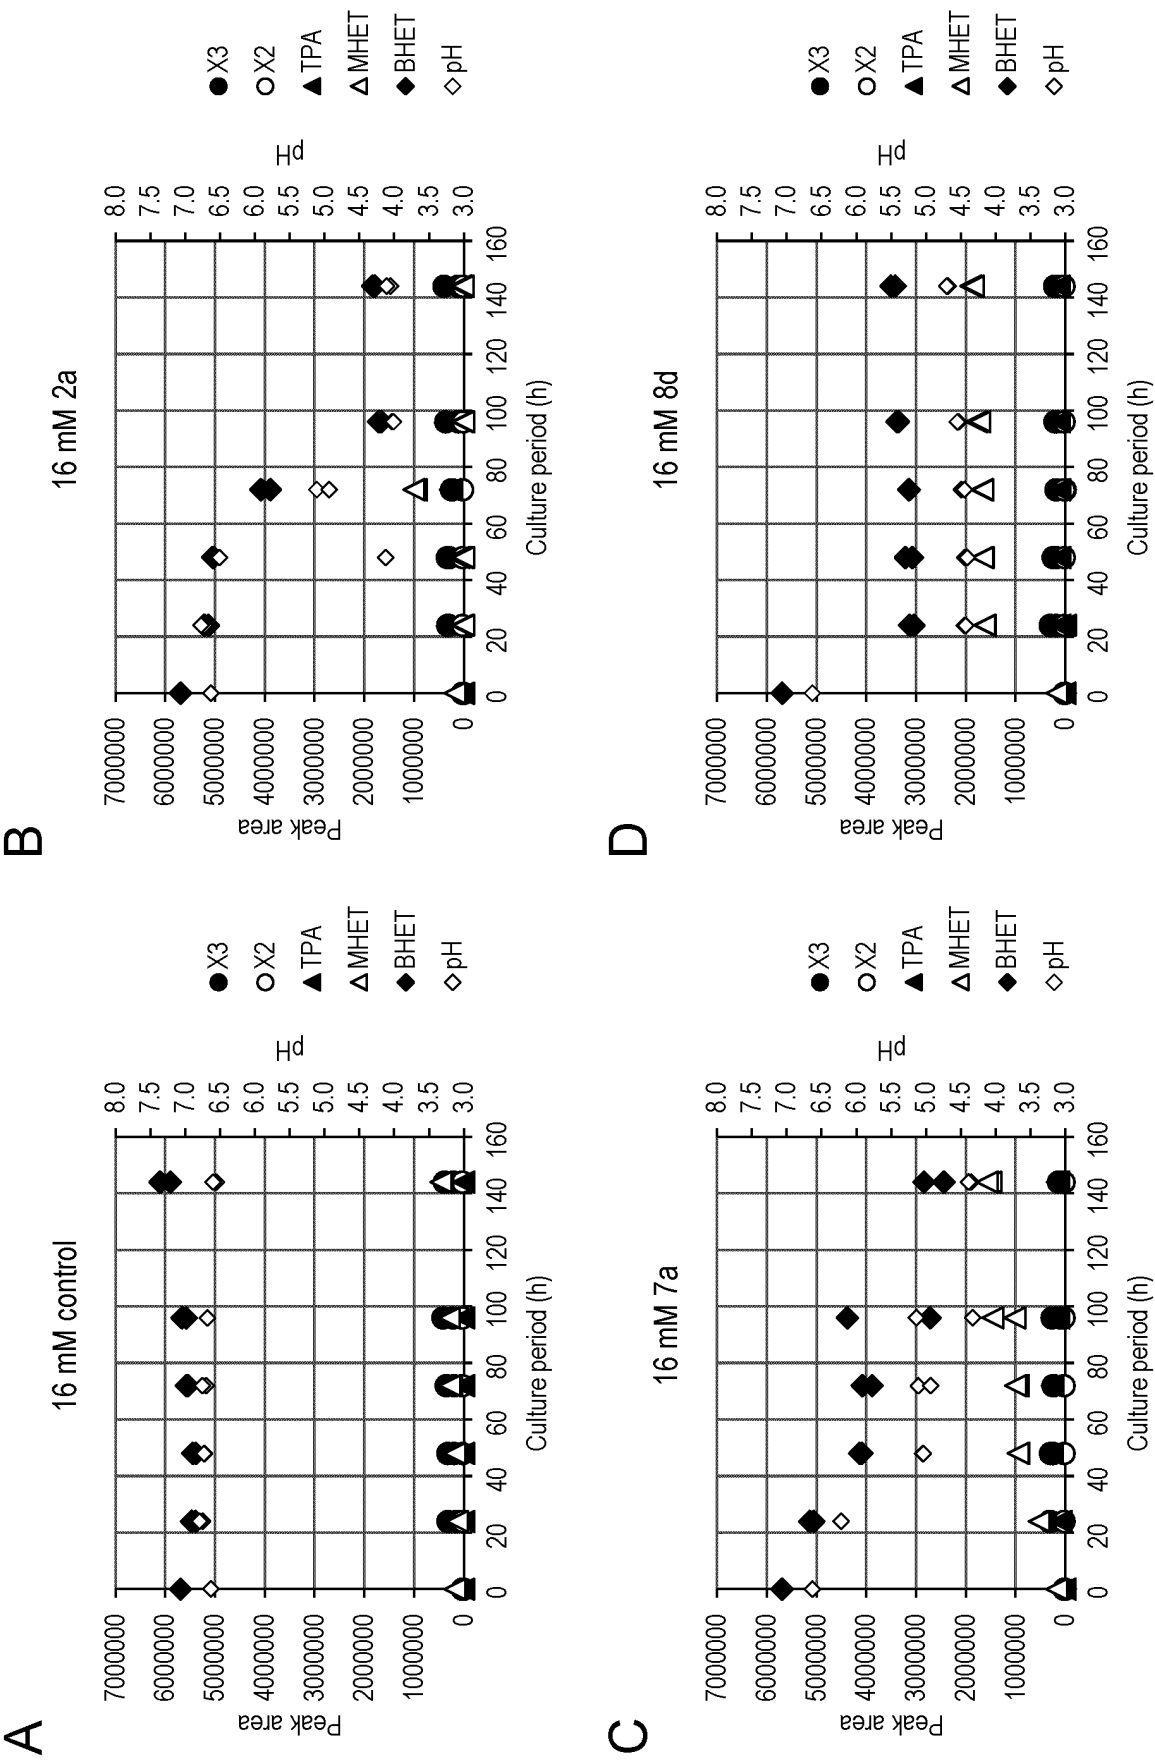 A
16 mM control
Peak area
7000000
6000000
5000000
4000000
3000000
2000000
1000000
0
0 20 40 60 80 100 120 140 160
Culture period (h)
8.0
7.5
7.0
6.5
6.0
5.5
5.0
4.5
4.0
3.5
3.0
pH
X3
X2
TPA
MHET
BHET
pH
B
16 mM 2a
Peak area
7000000
6000000
5000000
4000000
3000000
2000000
1000000
0
0 20 40 60 80 100 120 140 160
Culture period (h)
8.0
7.5
7.0
6.5
6.0
5.5
5.0
4.5
4.0
3.5
3.0
pH
X3
X2
TPA
MHET
BHET
pH
C
16 mM 7a
Peak area
7000000
6000000
5000000
4000000
3000000
2000000
1000000
0
0 20 40 60 80 100 120 140 160
Culture period (h)
8.0
7.5
7.0
6.5
6.0
5.5
5.0
4.5
4.0
3.5
3.0
pH
X3
X2
TPA
MHET
BHET
pH
D
16 mM 8d
Peak area
7000000
6000000
5000000
4000000
3000000
2000000
1000000
0
0 20 40 60 80 100 120 140 160
Culture period (h)
8.0
7.5
7.0
6.5
6.0
5.5
5.0
4.5
4.0
3.5
3.0
pH
X3
X2
TPA
MHET
BHET
pH